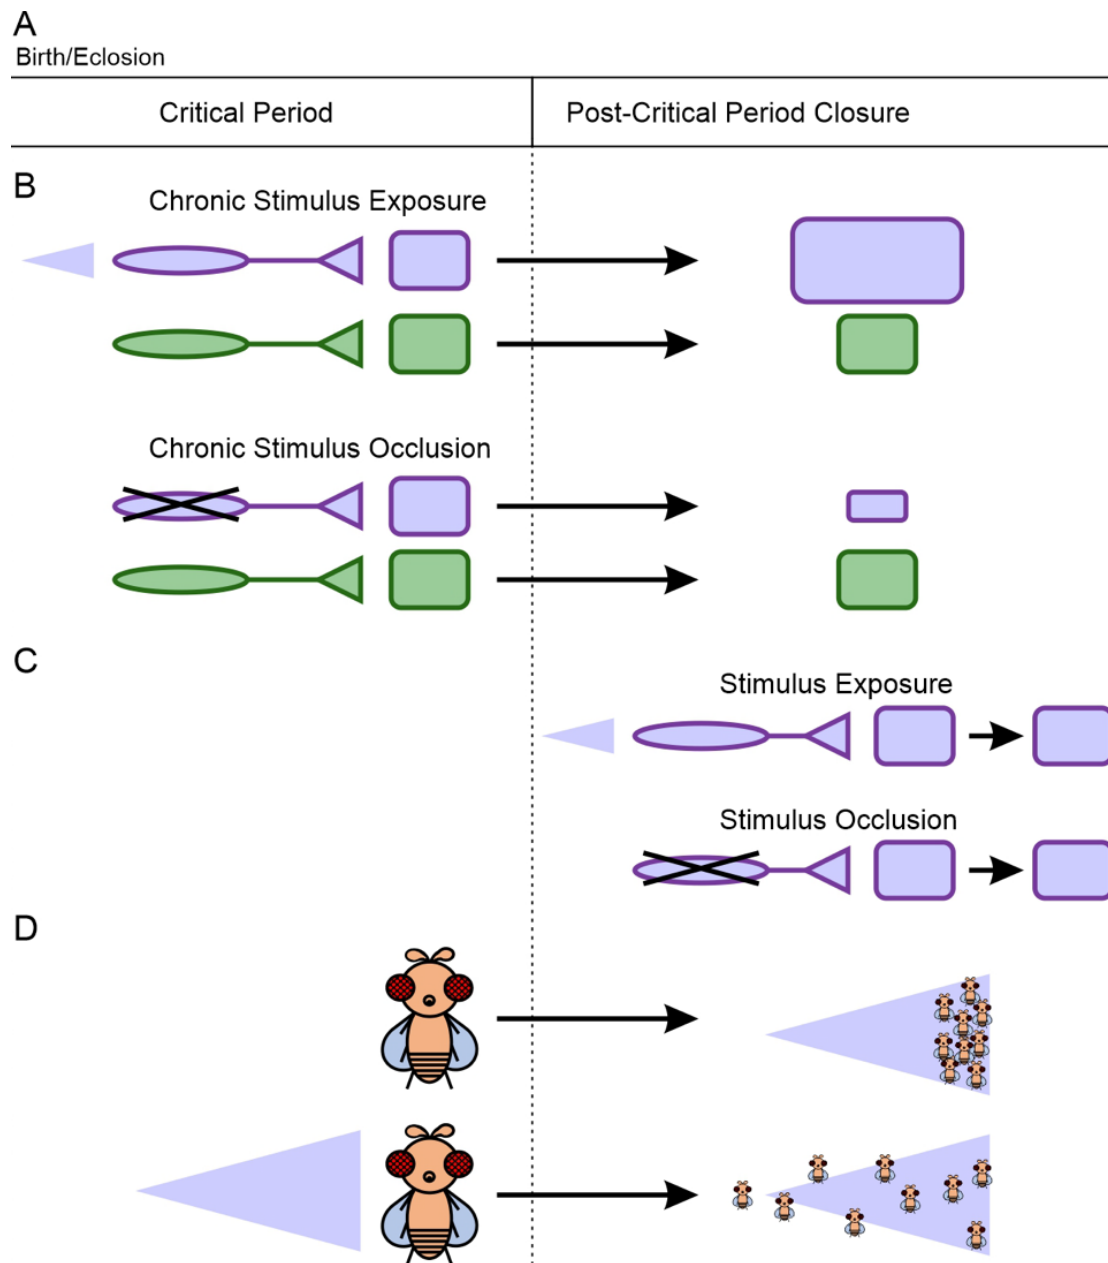 A
Birth/Eclosion
Critical Period
Post-Critical Period Closure
B
Chronic Stimulus Exposure
Chronic Stimulus Occlusion
C
Stimulus Exposure
Stimulus Occlusion
D